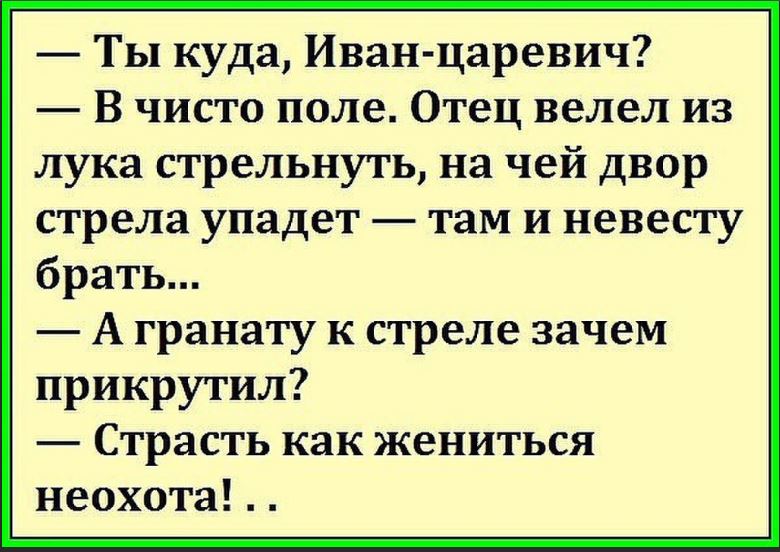 — Ты куда, Иван-царевич?
— В чисто поле. Отец велел из
лука стрельнуть, на чей двор
стрела упадет — там и невесту
брать...
— А гранату к стреле зачем
прикрутил?
— Страсть как жениться
неохота! . .